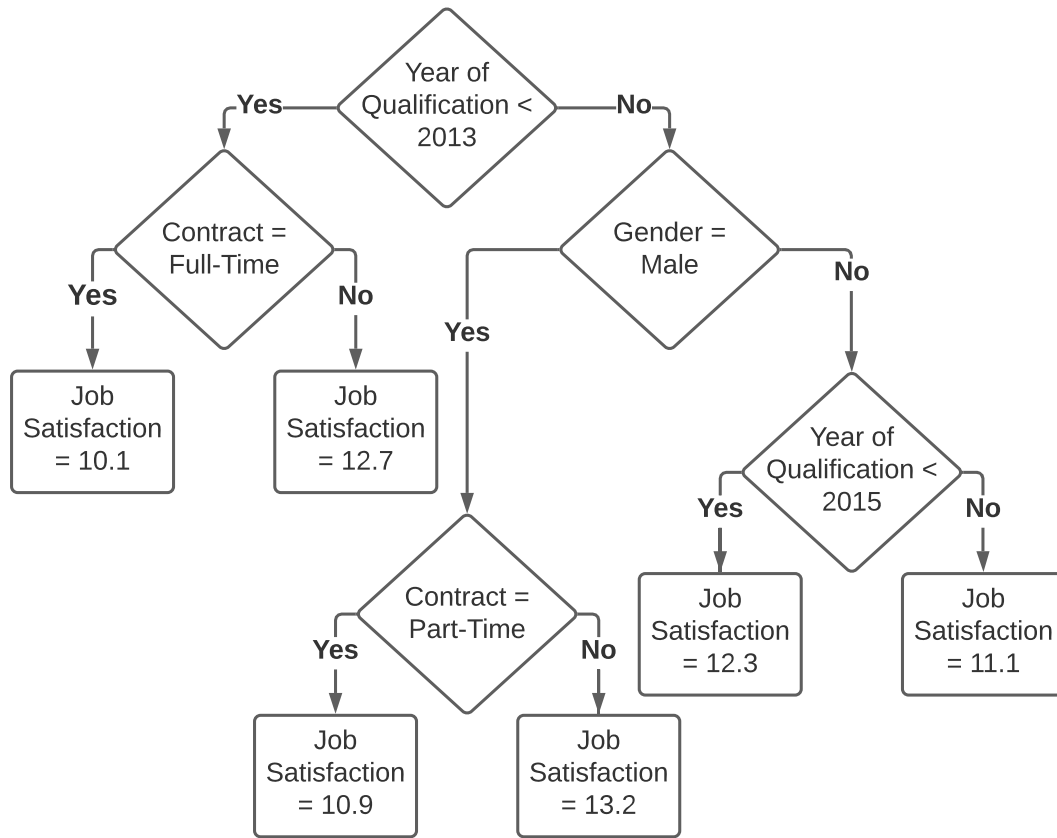 Year of
Qualification <
2013
Yes
No
Contract =
Full-Time
Gender =
Male
Yes
No
Yes
No
Job
Satisfaction
= 10.1
Job
Satisfaction
= 12.7
Year of
Qualification <
2015
Yes
No
Contract =
Part-Time
Yes
No
Job
Satisfaction
= 12.3
Job
Satisfaction
= 11.1
Job
Satisfaction
= 10.9
Job
Satisfaction
= 13.2